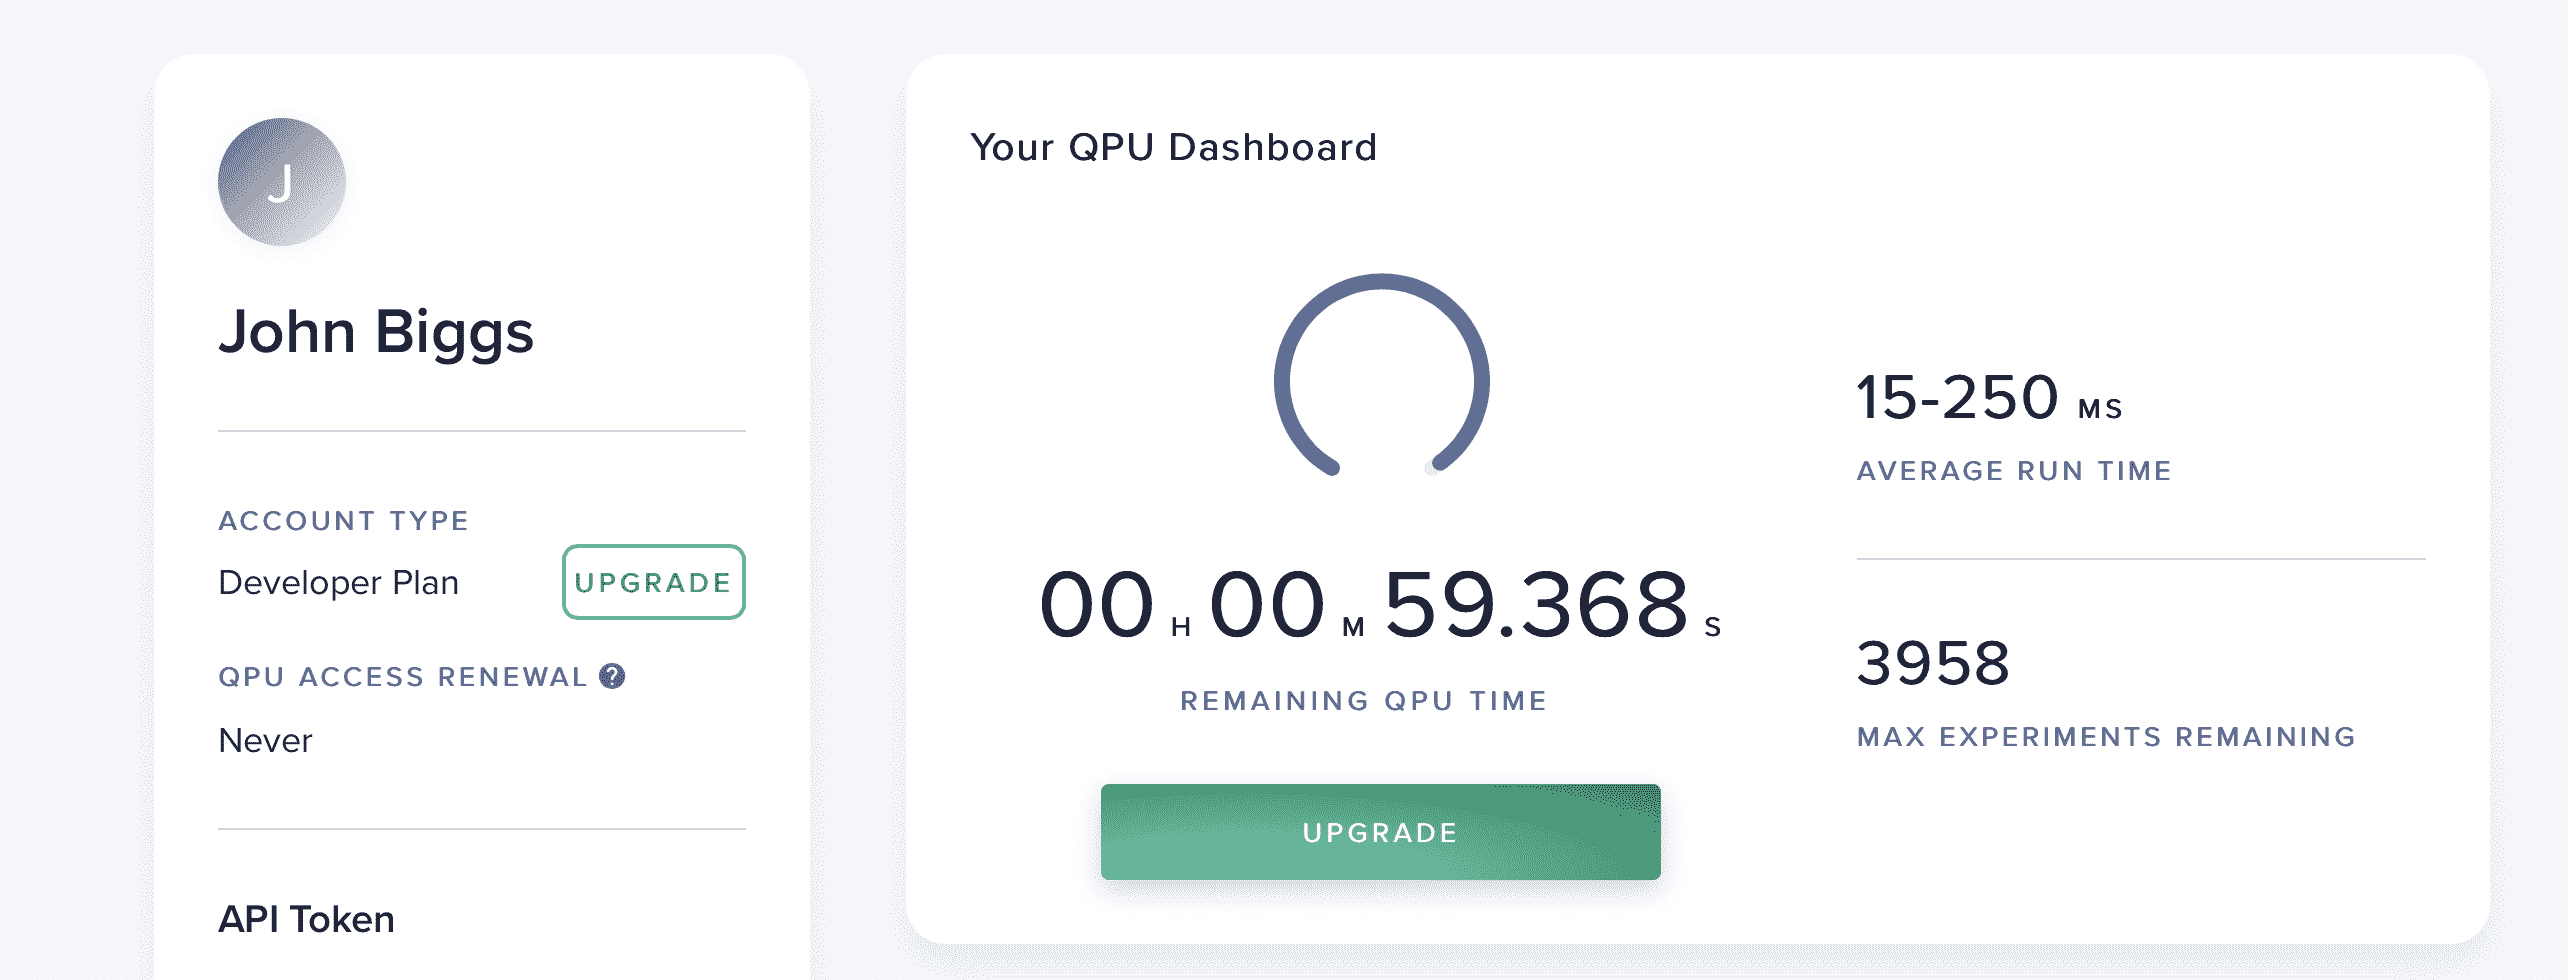 J
John Biggs
ACCOUNT TYPE
Developer Plan
UPGRADE
QPU ACCESS RENEWAL ?
Never
API Token
Your QPU Dashboard
00 H 00 M 59.368 S
REMAINING QPU TIME
UPGRADE
15-250 MS
AVERAGE RUN TIME
3958
MAX EXPERIMENTS REMAINING